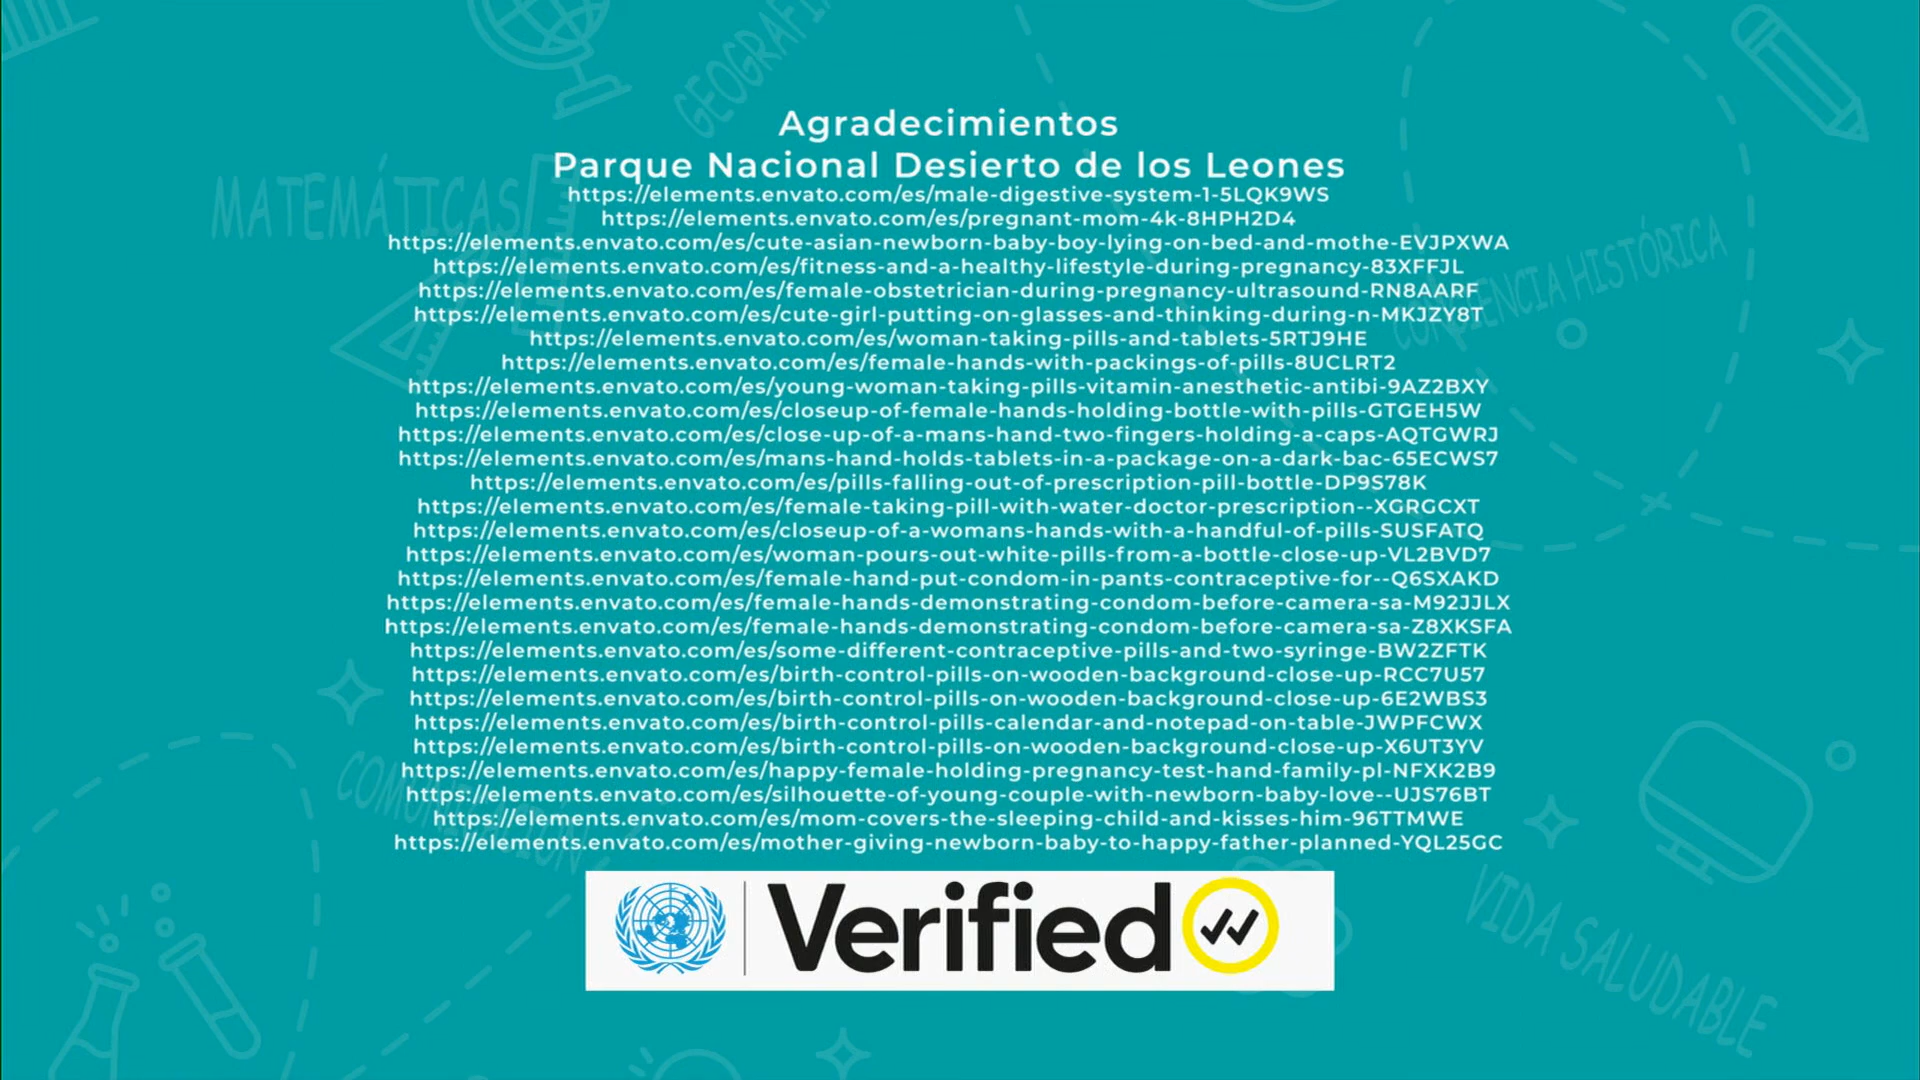 GEOGRAFÍA
Agradecimientos
Parque Nacional Desierto de los Leones
MATEMÁTICAS
https://elements.envato.com/es/male-digestive-system-1-5LQK9WS
https://elements.envato.com/es/pregnant-mom-4k-8HPH2D4
https://elements.envato.com/es/cute-asian-newborn-baby-boy-lying-on-bed-and-mothe-EVJPXWA
https://elements.envato.com/es/fitness-and-a-healthy-lifestyle-during-pregnancy-83XFFJL
https://elements.envato.com/es/female-obstetrician-during-pregnancy-ultrasound-RN8AARF
CONCIENCIA HISTÓRICA
https://elements.envato.com/es/cute-girl-putting-on-glasses-and-thinking-during-n-MKJZY8T
https://elements.envato.com/es/woman-taking-pills-and-tablets-5RTJ9HE
https://elements.envato.com/es/female-hands-with-packings-of-pills-8UCLRT2
https://elements.envato.com/es/young-woman-taking-pills-vitamin-anesthetic-antibi-9AZ2BXY
https://elements.envato.com/es/closeup-of-female-hands-holding-bottle-with-pills-GTGEH5W
https://elements.envato.com/es/close-up-of-a-mans-hand-two-fingers-holding-a-caps-AQTGWRJ
https://elements.envato.com/es/mans-hand-holds-tablets-in-a-package-on-a-dark-bac-65ECWS7
https://elements.envato.com/es/pills-falling-out-of-prescription-pill-bottle-DP9S78K
https://elements.envato.com/es/female-taking-pill-with-water-doctor-prescription--XGRGCXT
https://elements.envato.com/es/closeup-of-a-womans-hands-with-a-handful-of-pills-SUSFATQ
https://elements.envato.com/es/woman-pours-out-white-pills-from-a-bottle-close-up-VL2BVD7
https://elements.envato.com/es/female-hand-put-condom-in-pants-contraceptive-for--Q6SXAKD
https://elements.envato.com/es/female-hands-demonstrating-condom-before-camera-sa-M92JJLX
https://elements.envato.com/es/female-hands-demonstrating-condom-before-camera-sa-Z8XKSFA
https://elements.envato.com/es/some-different-contraceptive-pills-and-two-syringe-BW2ZFTK
https://elements.envato.com/es/birth-control-pills-on-wooden-background-close-up-RCC7U57
https://elements.envato.com/es/birth-control-pills-on-wooden-background-close-up-6E2WBS3
https://elements.envato.com/es/birth-control-pills-calendar-and-notepad-on-table-JWPFCWX
https://elements.envato.com/es/birth-control-pills-on-wooden-background-close-up-X6UT3YV
https://elements.envato.com/es/happy-female-holding-pregnancy-test-hand-family-pl-NFXK2B9
https://elements.envato.com/es/silhouette-of-young-couple-with-newborn-baby-love--UJS76BT
COMUNICACIÓN
https://elements.envato.com/es/mom-covers-the-sleeping-child-and-kisses-him-96TTMWE
https://elements.envato.com/es/mother-giving-newborn-baby-to-happy-father-planned-YQL25GC
Verified
VIDA SALUDABLE